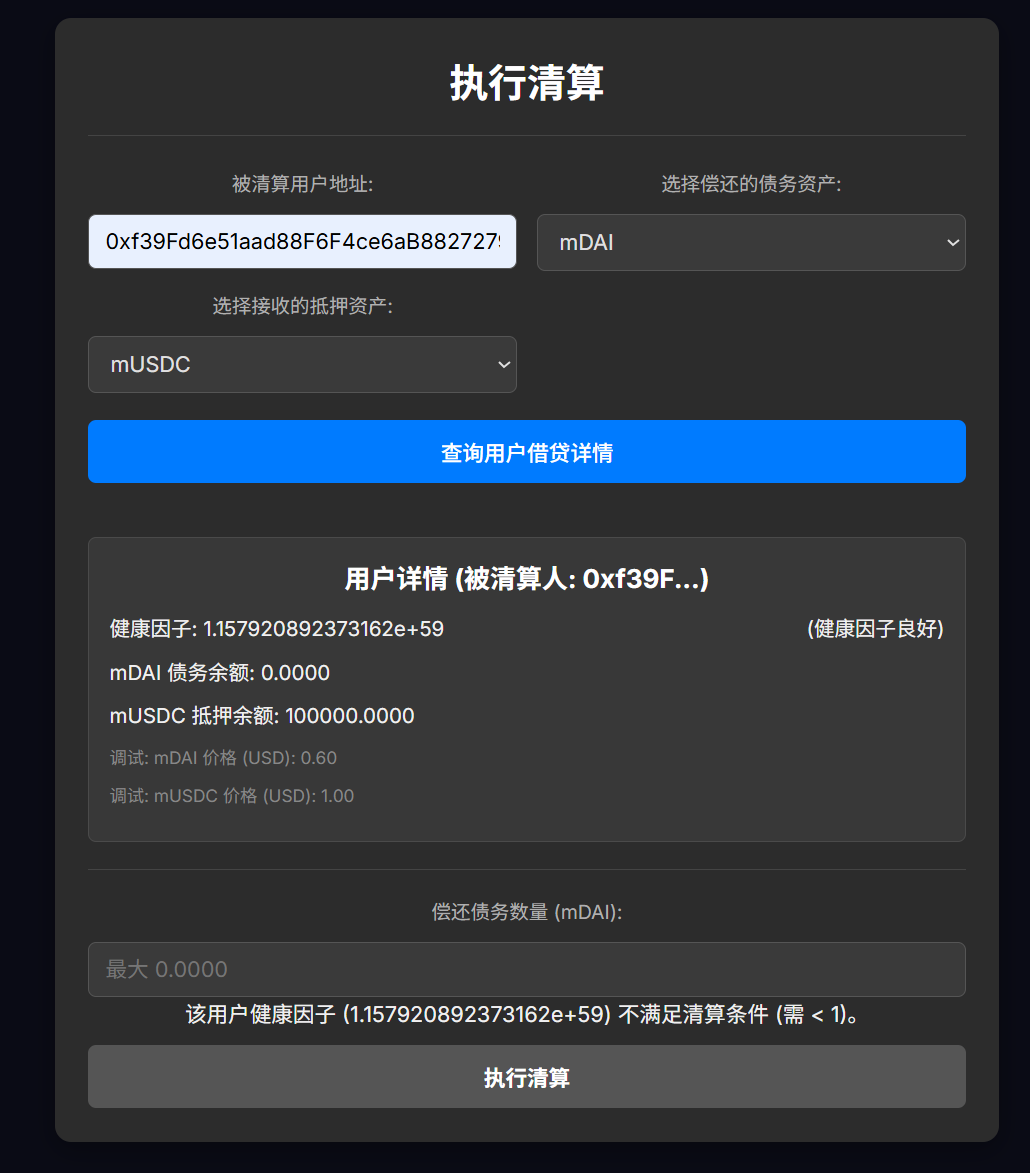 执行清算
被清算用户地址:
选择偿还的债务资产:
0xf39Fd6e51aad88F6F4ce6aB882727
mDAI
选择接收的抵押资产:
mUSDC
查询用户借贷详情
用户详情 (被清算人: 0xf39F...)
健康因子: 1.157920892373162e+59 (健康因子良好)
mDAI 债务余额: 0.0000
mUSDC 抵押余额: 100000.0000
调试: mDAI 价格 (USD): 0.60
调试: mUSDC 价格 (USD): 1.00
偿还债务数量 (mDAI):
最大 0.0000
该用户健康因子 (1.157920892373162e+59) 不满足清算条件 (需 < 1)。
执行清算